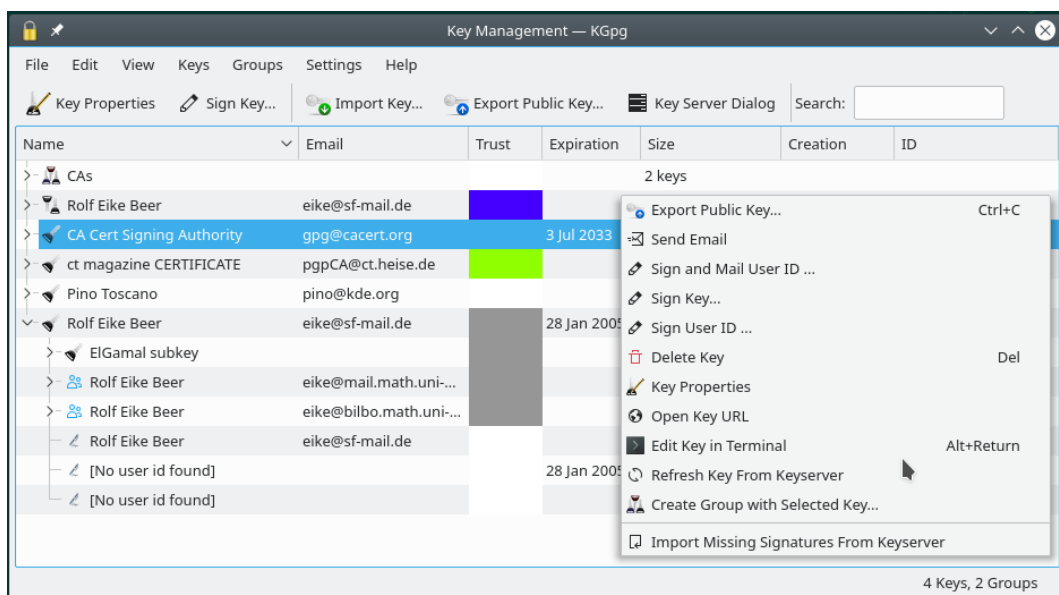 Key Management — KGpg
File Edit View Keys Groups Settings Help
Key Properties Sign Key... Import Key... Export Public Key... Key Server Dialog Search:
Name Email Trust Expiration Size Creation ID
CAs 2 keys
Rolf Eike Beer eike@sf-mail.de
CA Cert Signing Authority gpg@cacert.org 3 Jul 2033
ct magazine CERTIFICATE pgpCA@ct.heise.de
Pino Toscano pino@kde.org
Rolf Eike Beer eike@sf-mail.de 28 Jan 2005
ElGamal subkey
Rolf Eike Beer eike@mail.math.uni-...
Rolf Eike Beer eike@bilbo.math.uni-...
Rolf Eike Beer eike@sf-mail.de
[No user id found] 28 Jan 2005
[No user id found]
Export Public Key... Ctrl+C
Send Email
Sign and Mail User ID ...
Sign Key...
Sign User ID ...
Delete Key Del
Key Properties
Open Key URL
Edit Key in Terminal Alt+Return
Refresh Key From Keyserver
Create Group with Selected Key...
Import Missing Signatures From Keyserver
4 Keys, 2 Groups